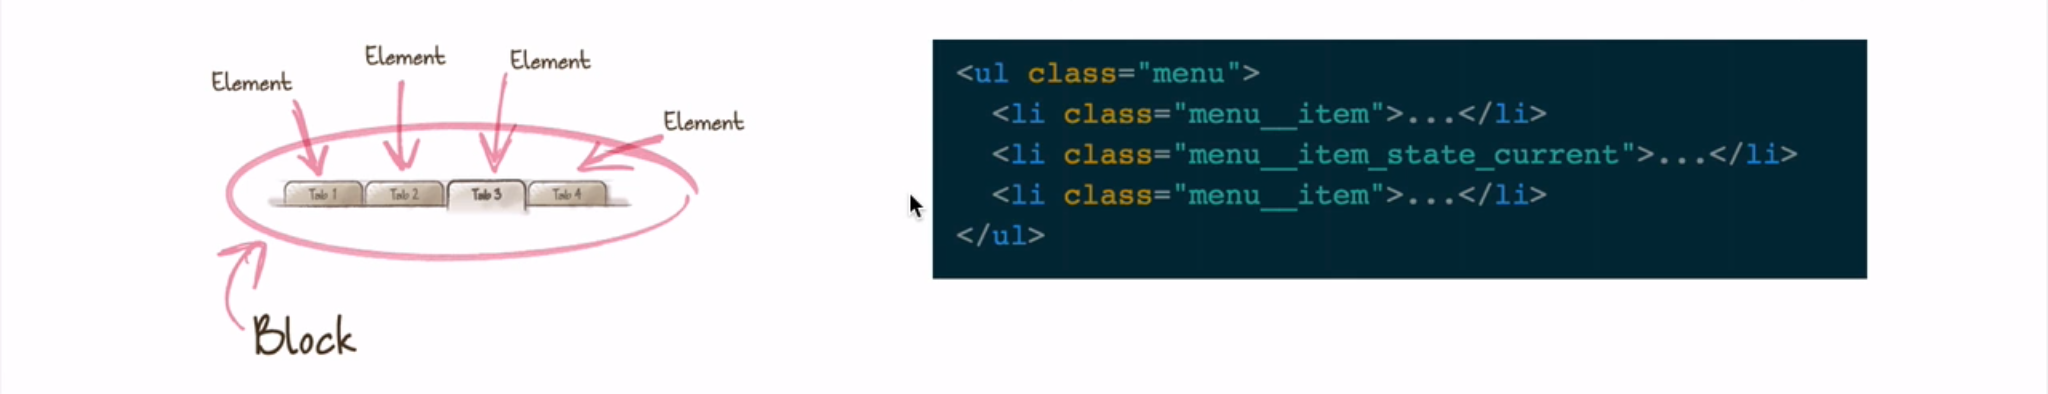 Element
Element
Element
Element
Tab 1
Tab 2
Tab 3
Tab 4
Block
<ul class="menu">
<li class="menu__item">...</li>
<li class="menu__item_state_current">...</li>
<li class="menu__item">...</li>
</ul>